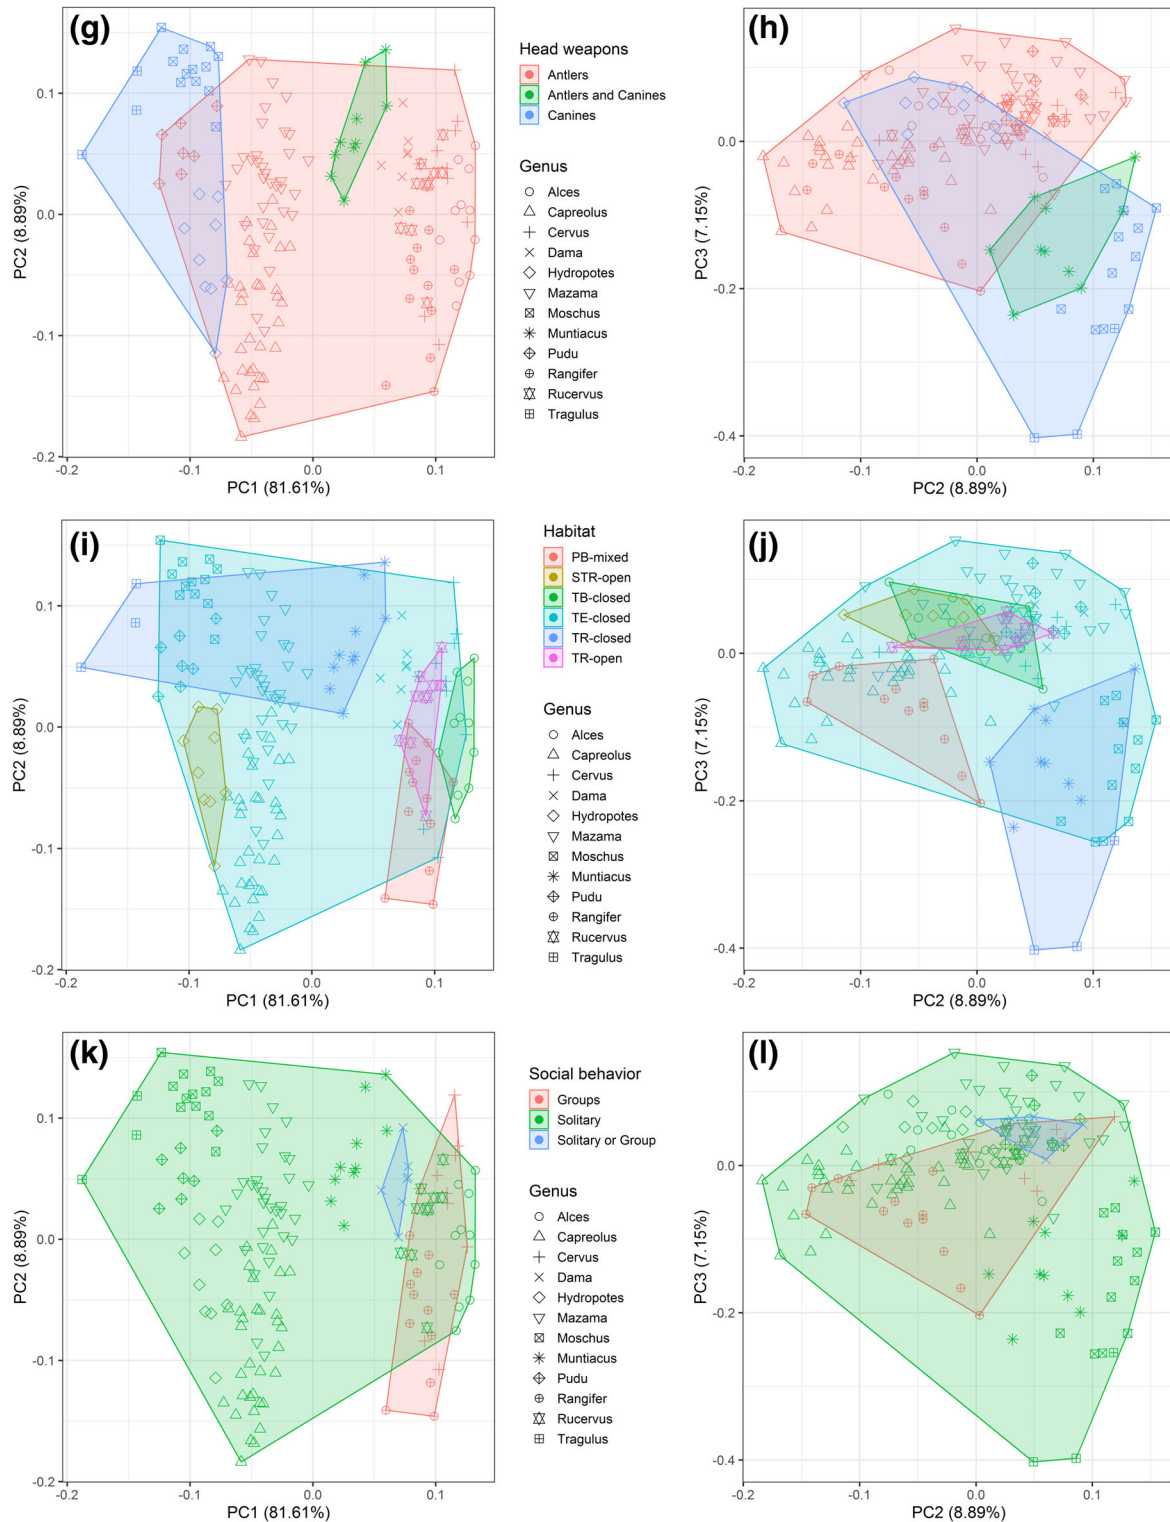 (g)
0.1
0.0
-0.1
-0.2
PC2 (8.89%)
-0.2
-0.1
0.0
0.1
PC1 (81.61%)
Head weapons
Antlers
Antlers and Canines
Canines
Genus
Alces
Capreolus
Cervus
Dama
Hydropotes
Mazama
Moschus
Muntiacus
Pudu
Rangifer
Rucervus
Tragulus
(h)
0.0
-0.2
-0.4
PC3 (7.15%)
-0.2
-0.1
0.0
0.1
PC2 (8.89%)
(i)
0.1
0.0
-0.1
-0.2
PC2 (8.89%)
-0.2
-0.1
0.0
0.1
PC1 (81.61%)
Habitat
PB-mixed
STR-open
TB-closed
TE-closed
TR-closed
TR-open
Genus
Alces
Capreolus
Cervus
Dama
Hydropotes
Mazama
Moschus
Muntiacus
Pudu
Rangifer
Rucervus
Tragulus
(j)
0.0
-0.2
-0.4
PC3 (7.15%)
-0.2
-0.1
0.0
0.1
PC2 (8.89%)
(k)
0.1
0.0
-0.1
-0.2
PC2 (8.89%)
-0.2
-0.1
0.0
0.1
PC1 (81.61%)
Social behavior
Groups
Solitary
Solitary or Group
Genus
Alces
Capreolus
Cervus
Dama
Hydropotes
Mazama
Moschus
Muntiacus
Pudu
Rangifer
Rucervus
Tragulus
(l)
0.0
-0.2
-0.4
PC3 (7.15%)
-0.2
-0.1
0.0
0.1
PC2 (8.89%)